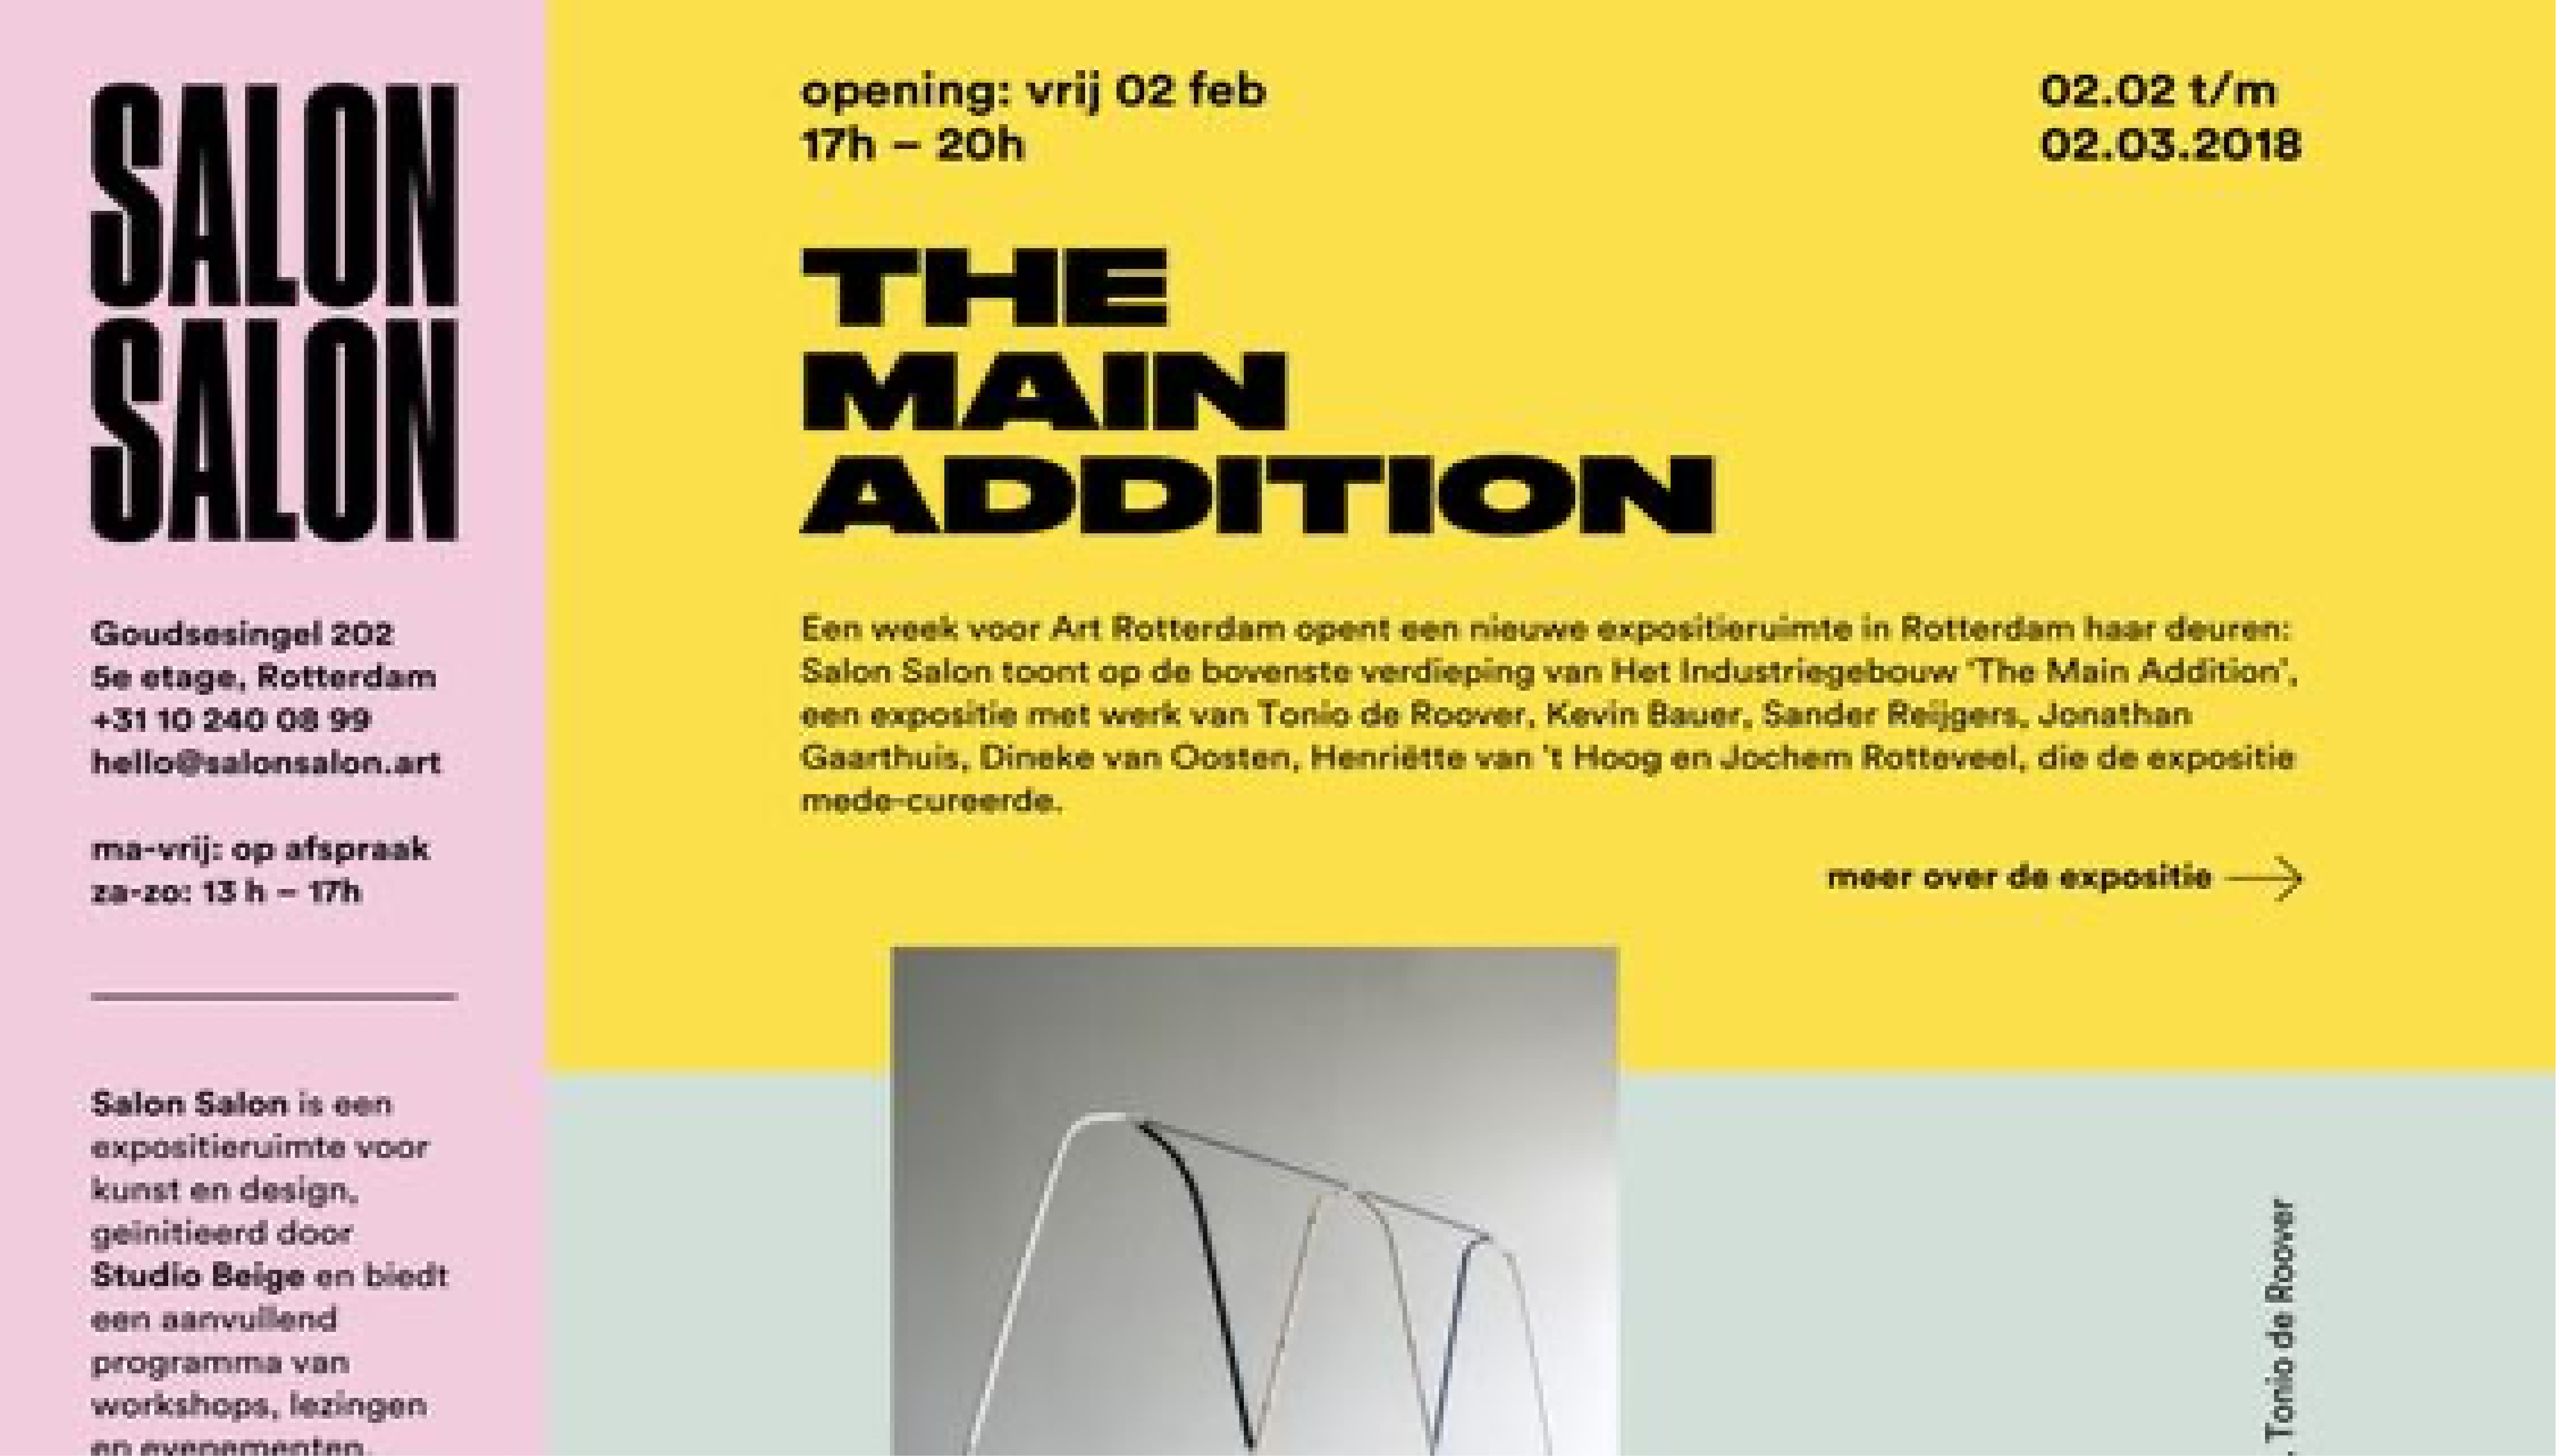 SALON
SALON
Goudsesingel 202
5e etage, Rotterdam
+31 10 240 08 99
hello@salonsalon.art
ma-vrij: op afspraak
za-zo: 13 h – 17h
Salon Salon is een
expositieruimte voor
kunst en design,
geïnitieerd door
Studio Beige en biedt
een aanvullend
programma van
workshops, lezingen
en evenementen.
opening: vrij 02 feb
17h – 20h
02.02 t/m
02.03.2018
THE
MAIN
ADDITION
Een week voor Art Rotterdam opent een nieuwe expositieruimte in Rotterdam haar deuren:
Salon Salon toont op de bovenste verdieping van Het Industriegebouw ‘The Main Addition’,
een expositie met werk van Tonio de Roover, Kevin Bauer, Sander Reijgers, Jonathan
Gaarthuis, Dineke van Oosten, Henriëtte van 't Hoog en Jochem Rotteveel, die de expositie
mede-cureerde.
meer over de expositie →
, Tonio de Roover